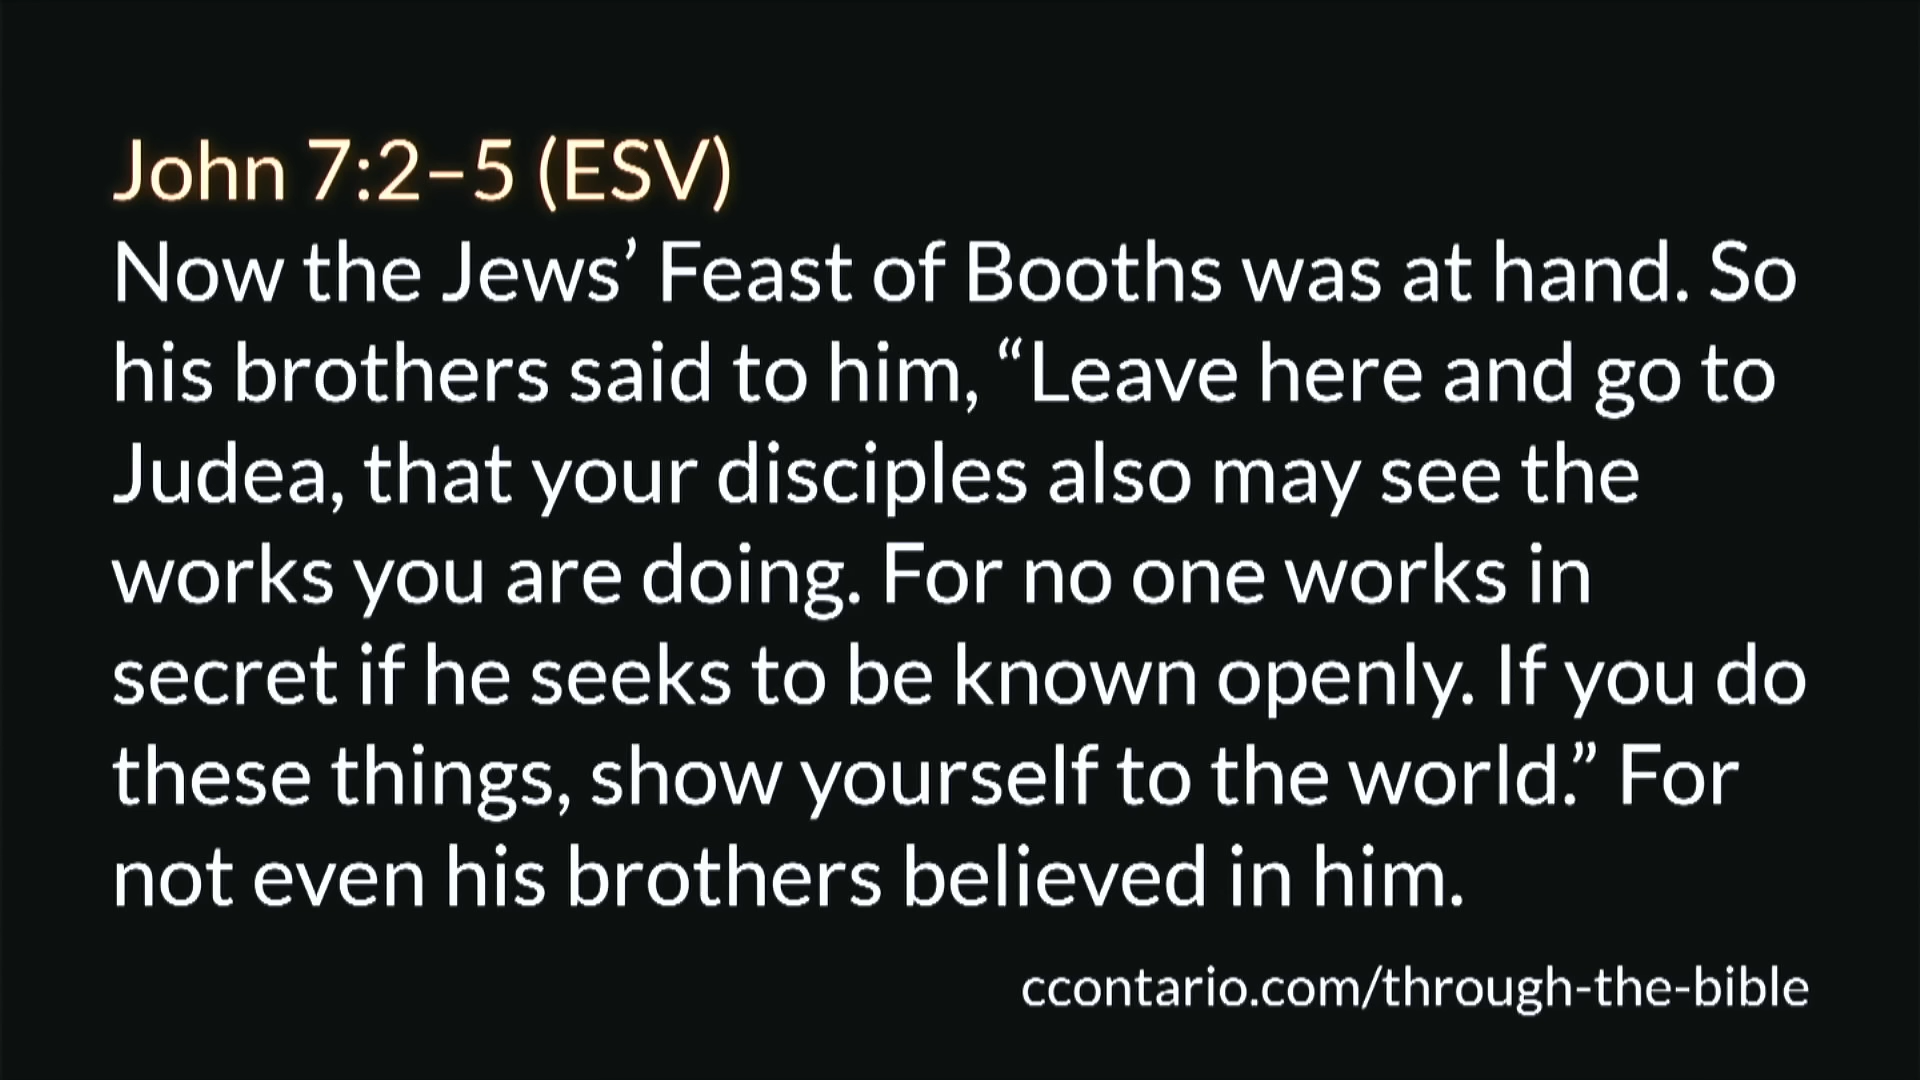 John 7:2–5 (ESV)
Now the Jews’ Feast of Booths was at hand. So
his brothers said to him, “Leave here and go to
Judea, that your disciples also may see the
works you are doing. For no one works in
secret if he seeks to be known openly. If you do
these things, show yourself to the world.” For
not even his brothers believed in him.
ccontario.com/through-the-bible